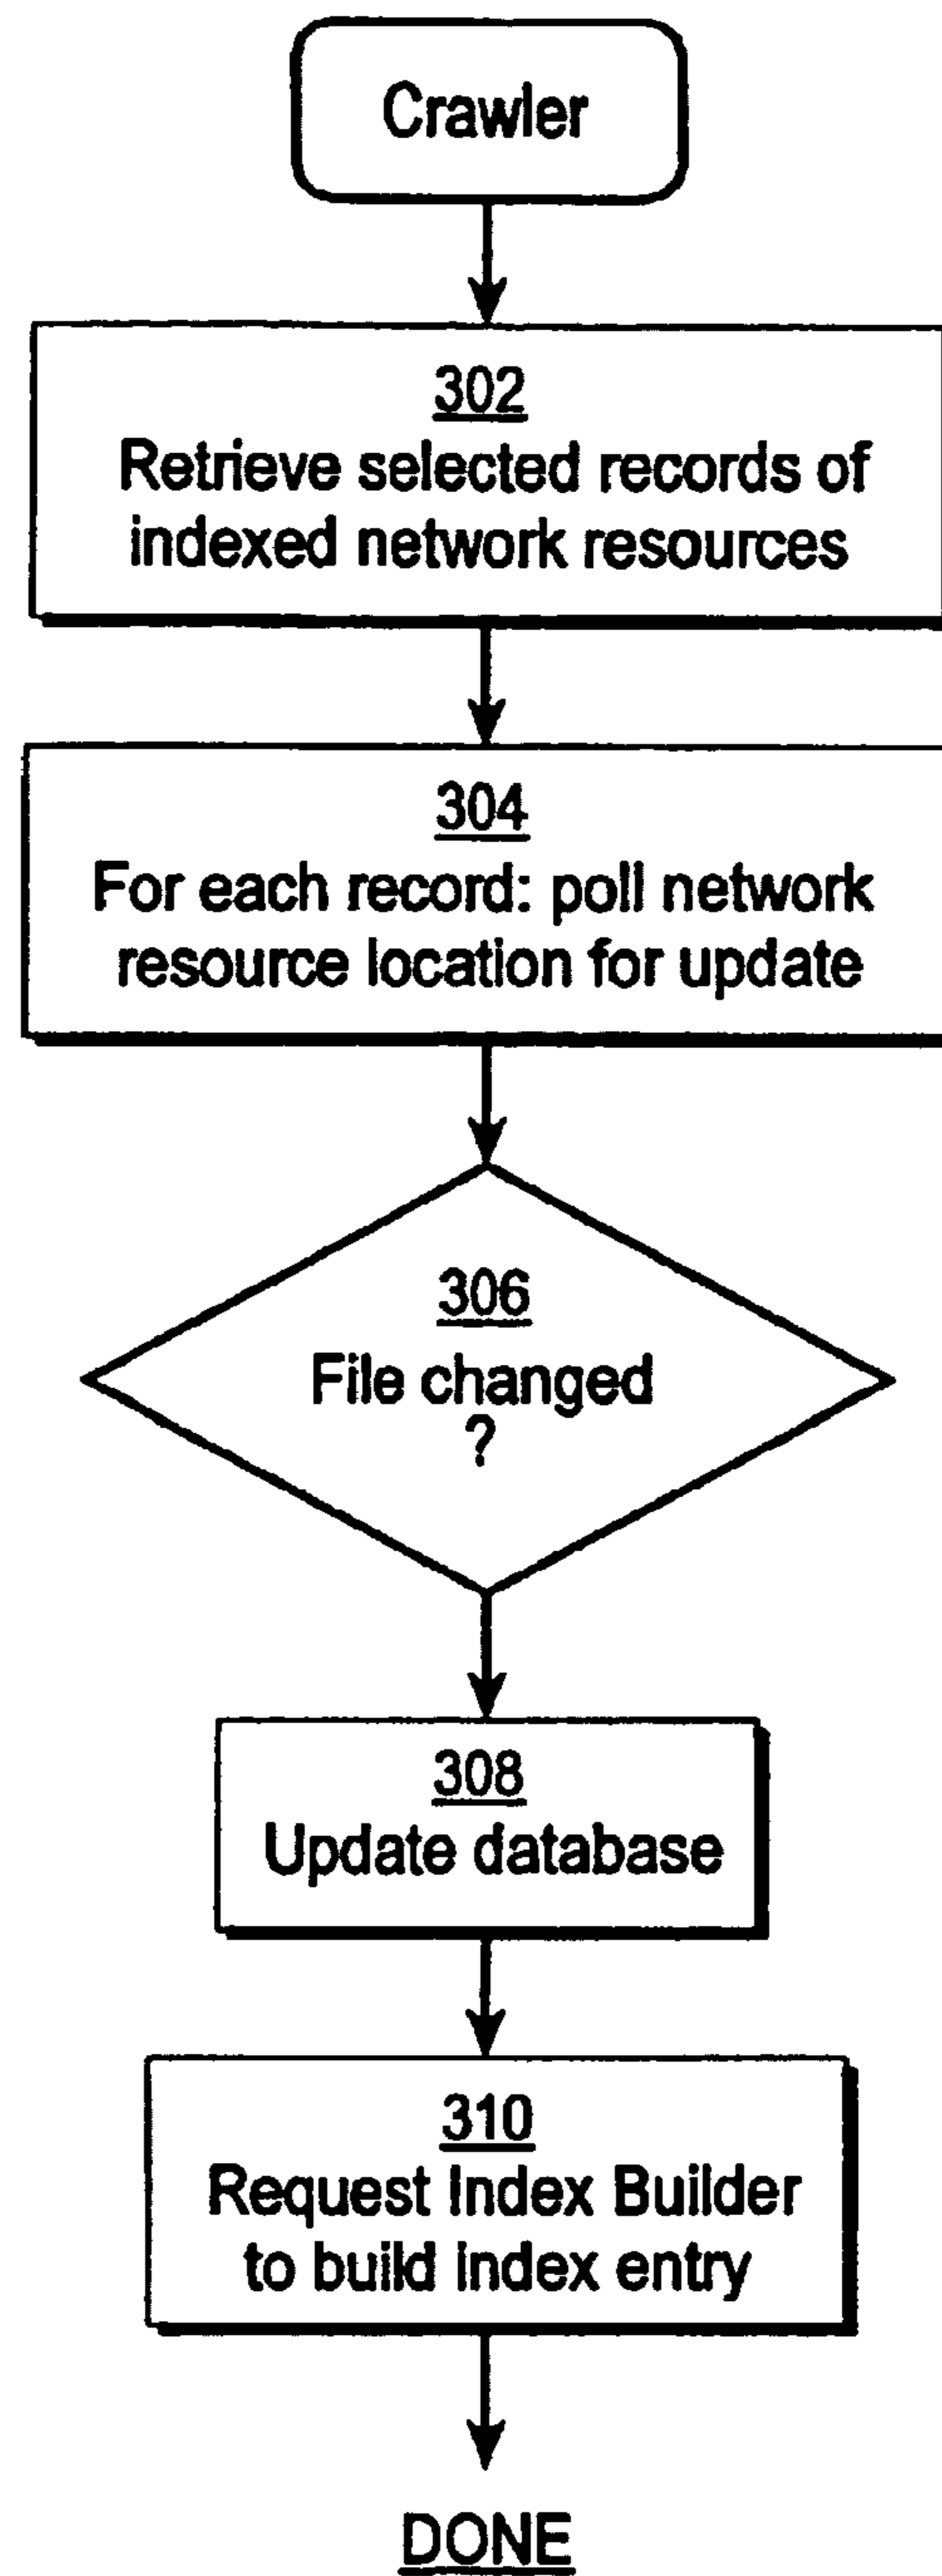 Crawler
302
Retrieve selected records of
indexed network resources
304
For each record: poll network
resource location for update
306
File changed
?
308
Update database
310
Request Index Builder
to build index entry
DONE